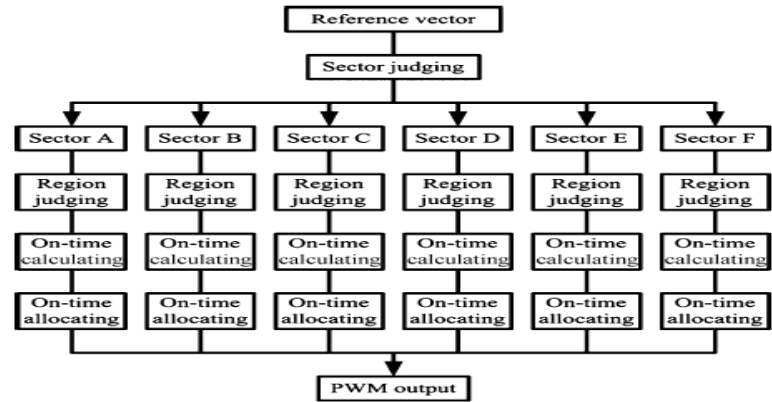 Reference vector
Sector judging
Sector A
Sector B
Sector C
Sector D
Sector E
Sector F
Region
judging
Region
judging
Region
judging
Region
judging
Region
judging
Region
judging
On-time
calculating
On-time
calculating
On-time
calculating
On-time
calculating
On-time
calculating
On-time
calculating
On-time
allocating
On-time
allocating
On-time
allocating
On-time
allocating
On-time
allocating
On-time
allocating
PWM output